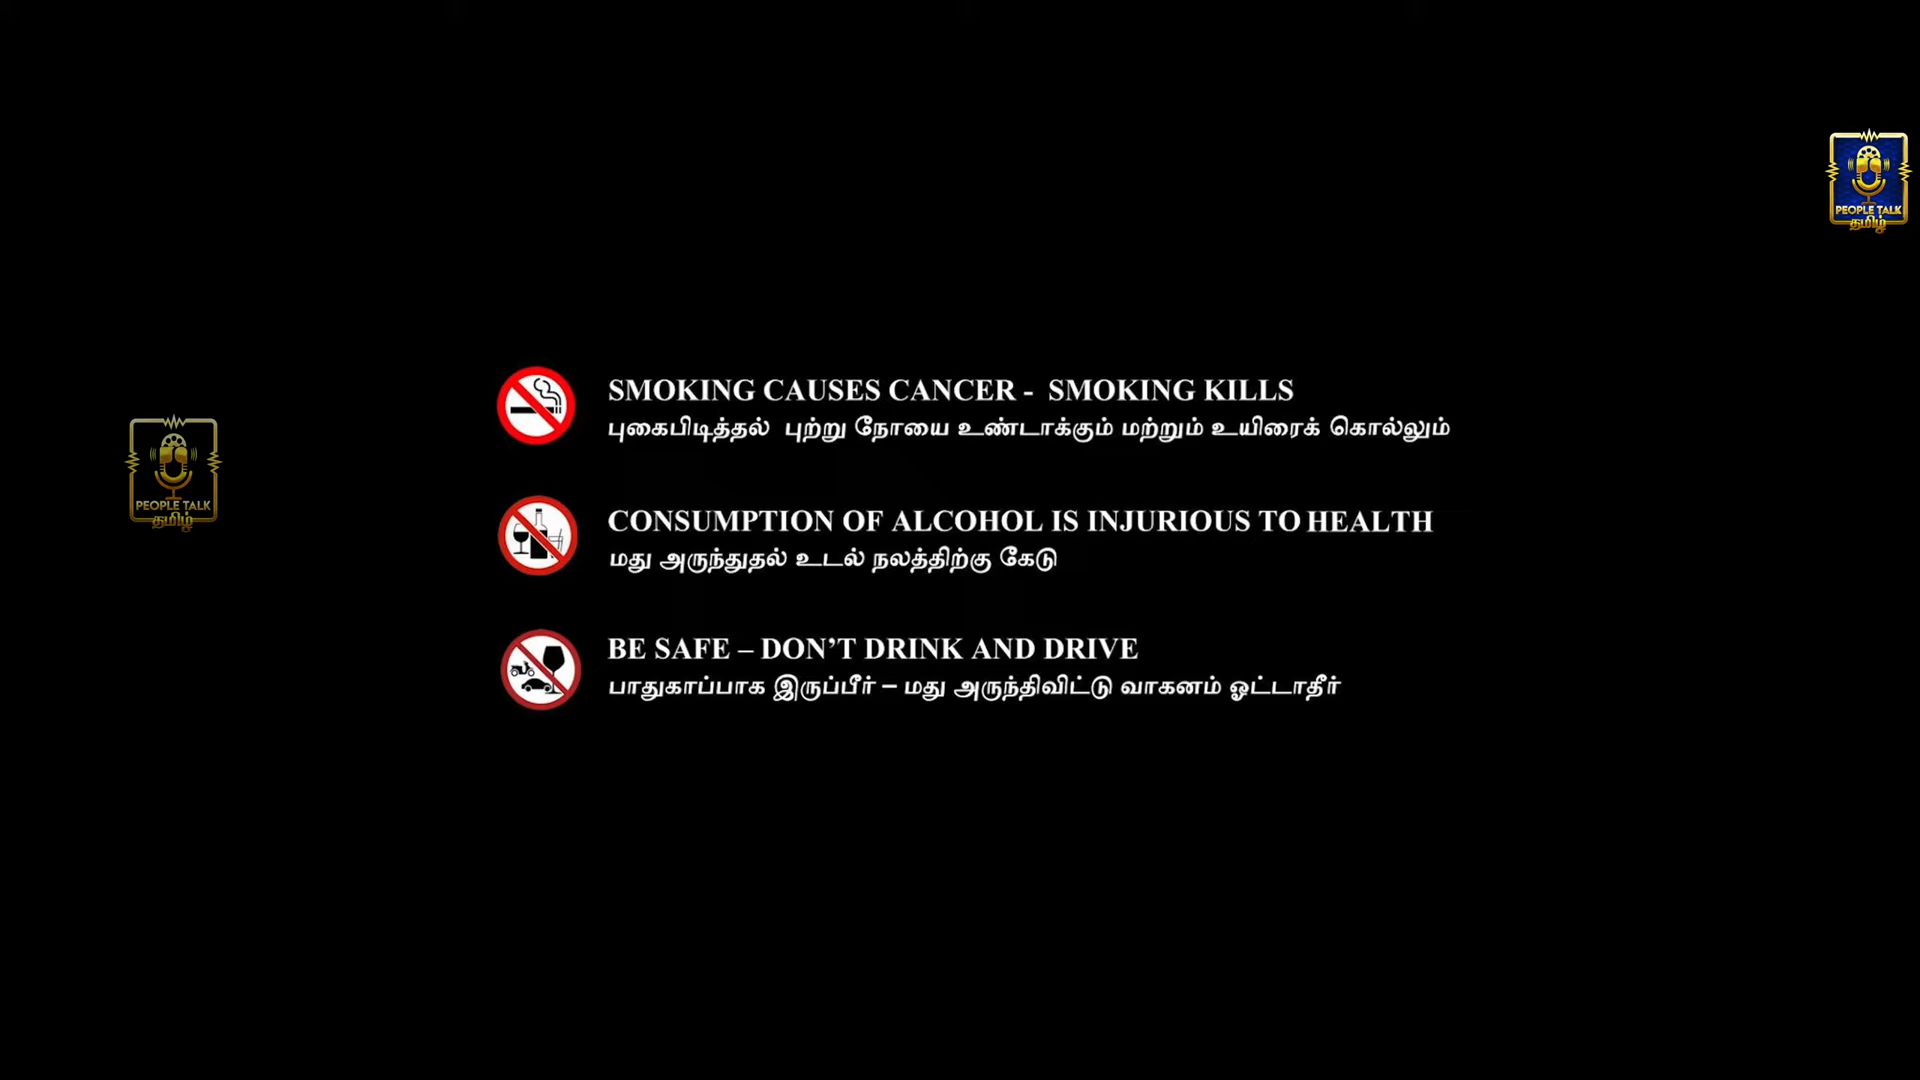 SMOKING CAUSES CANCER - SMOKING KILLS
புகைபிடித்தல் புற்று நோயை உண்டாக்கும் மற்றும் உயிரைக் கொல்லும்
CONSUMPTION OF ALCOHOL IS INJURIOUS TO HEALTH
மது அருந்துதல் உடல் நலத்திற்கு கேடு
BE SAFE – DON’T DRINK AND DRIVE
பாதுகாப்பாக இருப்பீர் – மது அருந்திவிட்டு வாகனம் ஓட்டாதீர்
PEOPLE TALK
தமிழ்
PEOPLE TALK
தமிழ்